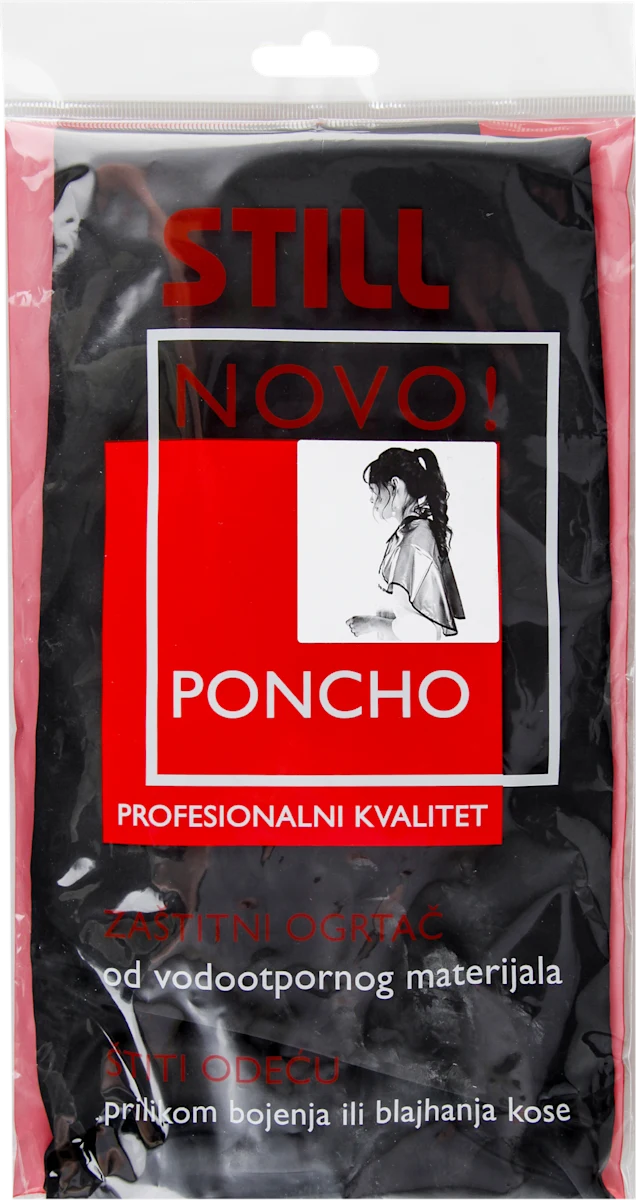 STILL
NOVO!
PONCHO
PROFESIONALNI KVALITET
ZAŠTITNI OGRTAČ
od vodootpornog materijala
ŠTITI ODEĆU
prilikom bojenja ili blajhanja kose